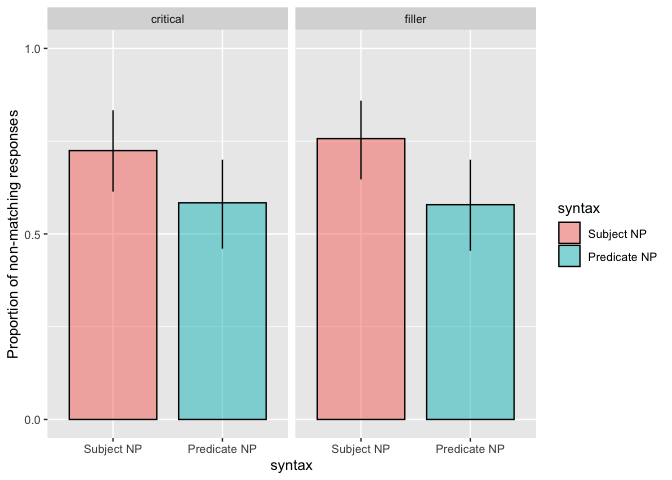 critical
filler
Proportion of non-matching responses
1.0
0.5
0.0
Subject NP
Predicate NP
Subject NP
Predicate NP
syntax
syntax
Subject NP
Predicate NP